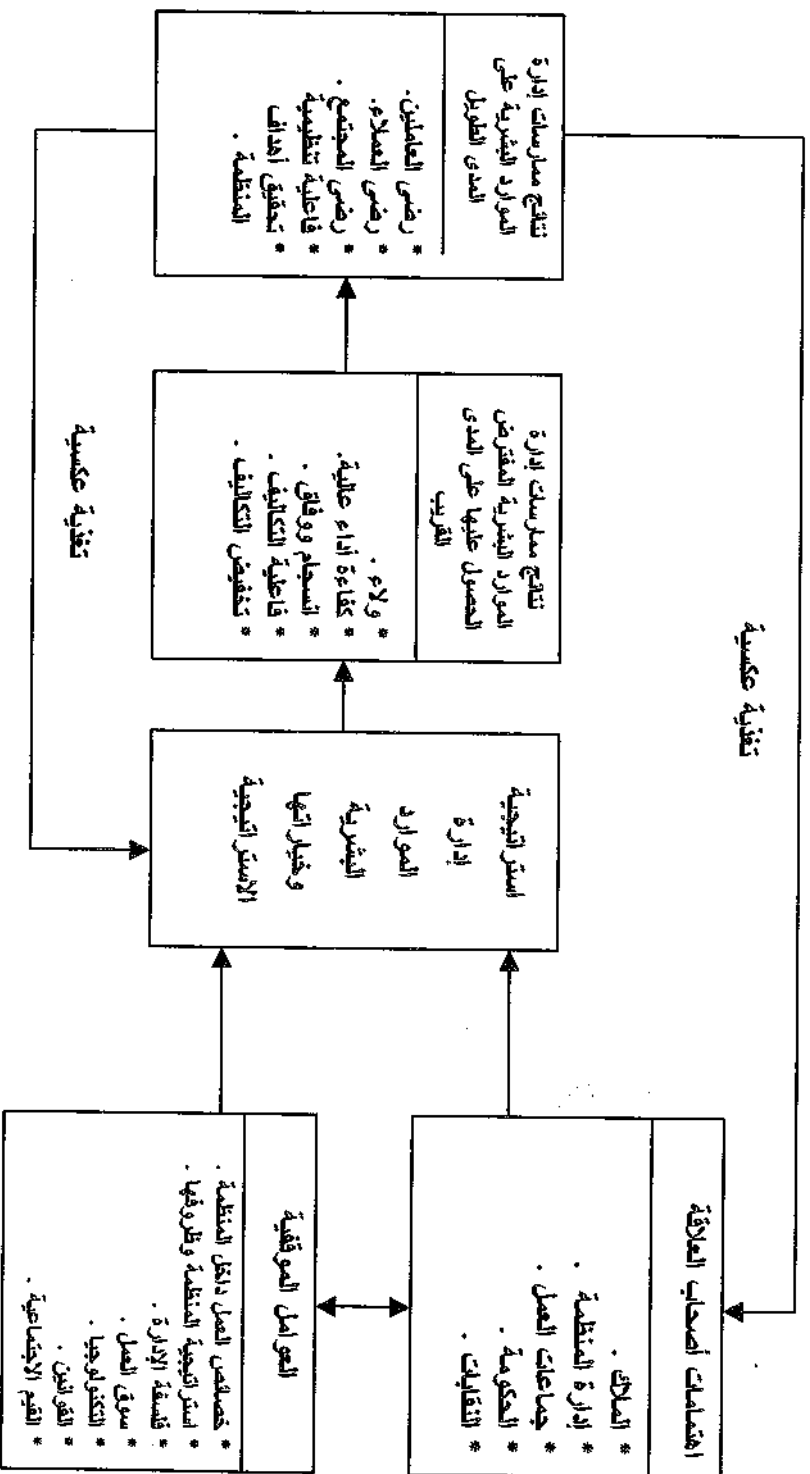 تغذية عكسية
اهتمامات أصحاب العلاقة
* الملاك .
* إدارة المنظمة .
* جماعات العمل .
* الحكومة .
* النقابات .
العوامل الموقفية
* خصائص العمل داخل المنظمة .
* استراتيجية المنظمة وظروفها .
* فلسفة الإدارة .
* سوق العمل .
* التكنولوجيا .
* القوانين .
* القيم الاجتماعية .
استراتيجية
إدارة
الموارد
البشرية
وخياراتها
الاستراتيجية
نتائج ممارسات إدارة
الموارد البشرية المفترض
الحصول عليها على المدى
القريب
* ولاء .
* كفاءة أداء عالية.
* انسجام ووفاق .
* فاعلية التكاليف .
* تخفيض التكاليف .
نتائج ممارسات إدارة
الموارد البشرية على
المدى الطويل
* رضى العاملين.
* رضى العملاء.
* رضى المجتمع .
* فاعلية تنظيمية
* تحقيق أهداف
المنظمة .
تغذية عكسية